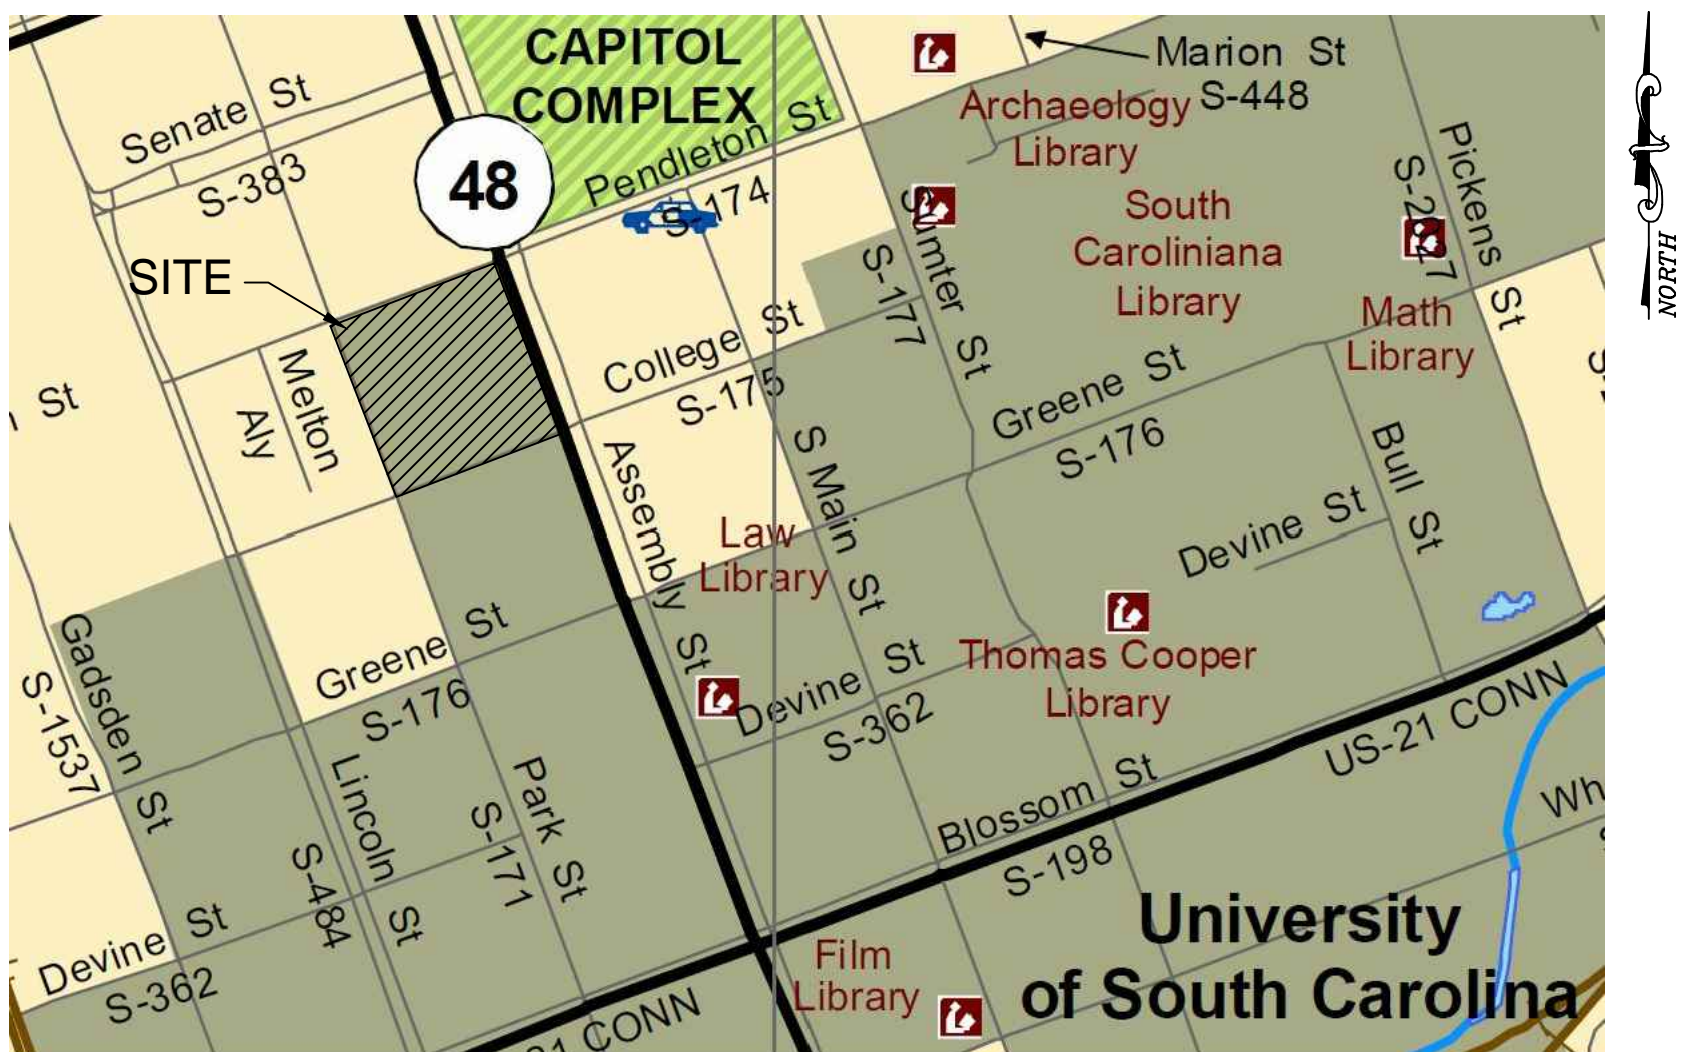 CAPITOL
COMPLEX
Marion St
S-448
Senate St
S-383
48
Pendleton St
S-174
Archaeology
Library
Pickens St
SITE
Sumter St
S-177
South
Caroliniana
Library
Math
Library
NORTH
St
Melton
Aly
College St
S-175
Greene St
S-176
Assembly St
S Main St
Bull St
Law
Library
Devine St
Gadsden St
S-1537
Greene St
S-176
Thomas Cooper
Library
Devine St
S-362
US-21 CONN
Lincoln St
S-484
Park St
S-171
Blossom St
S-198
Wh
Devine St
S-362
Film
Library
University
of South Carolina
CONN